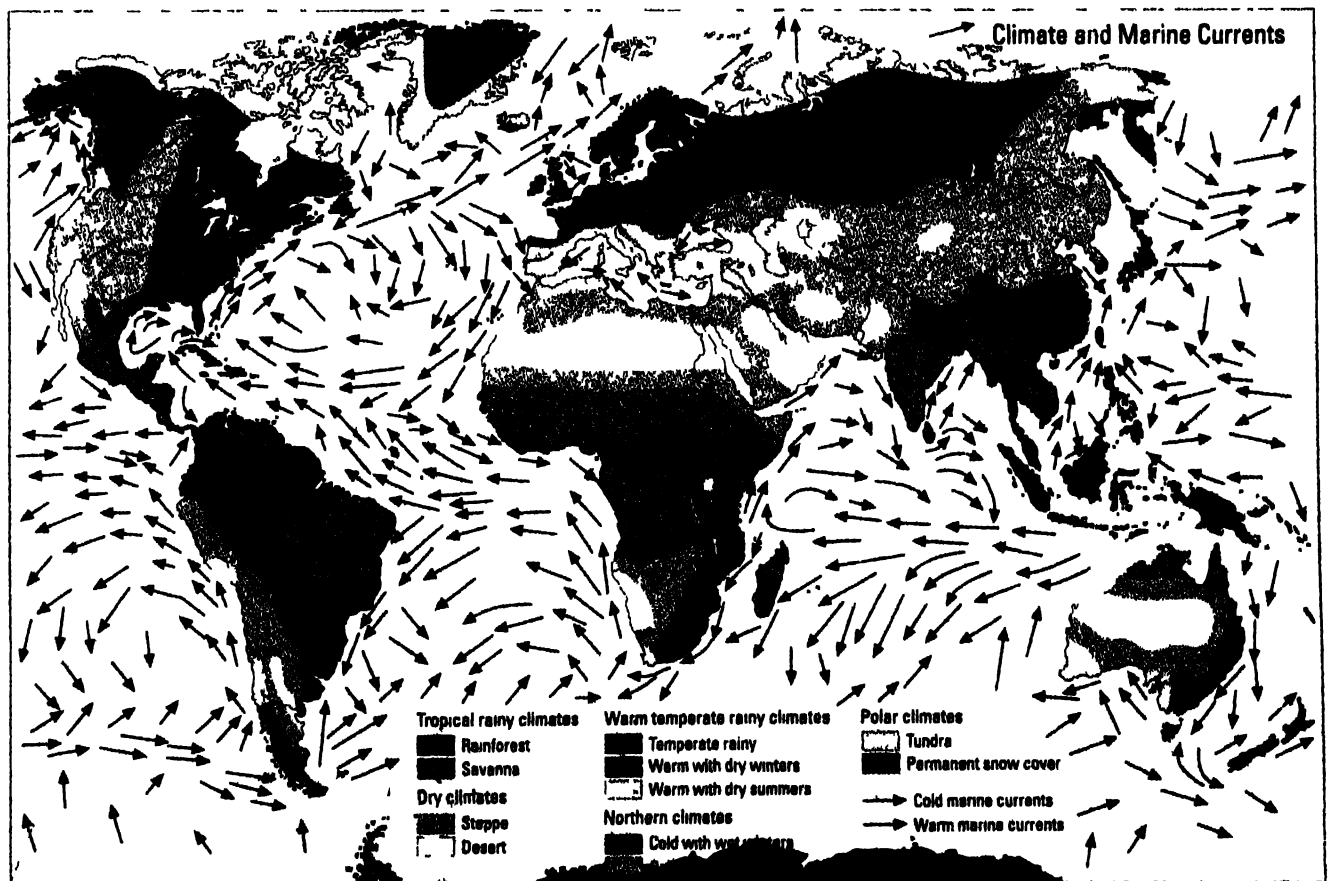 Climate and Marine Currents
Tropical rainy climates
Rainforest
Savanna
Dry climates
Steppe
Desert
Warm temperate rainy climates
Temperate rainy
Warm with dry winters
Warm with dry summers
Northern climates
Cold with wet winters
Polar climates
Tundra
Permanent snow cover
Cold marine currents
Warm marine currents